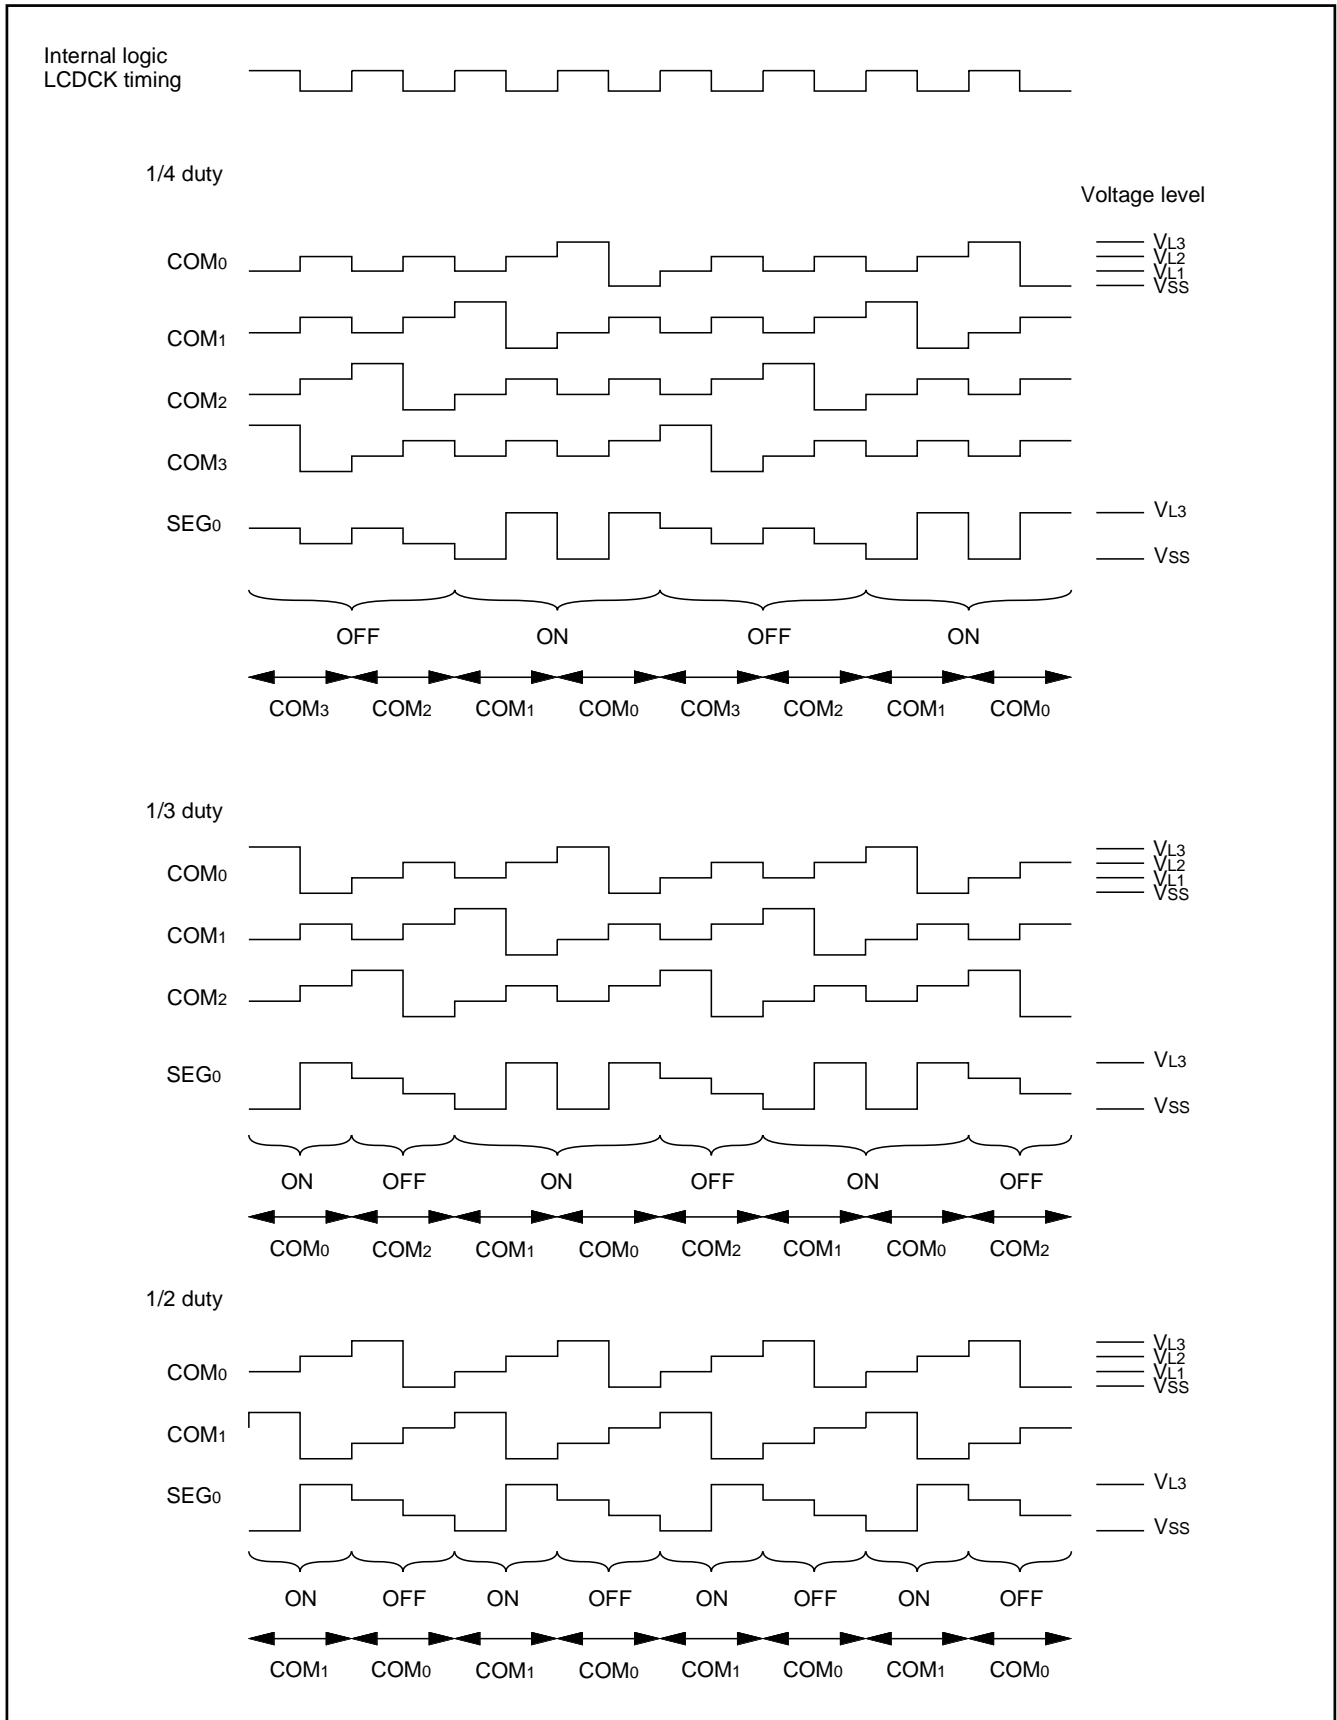 Internal logic
LCDCK timing
1/4 duty
Voltage level
COM0
VL3
VL2
VL1
VSS
COM1
COM2
COM3
SEG0
VL3
VSS
OFF ON OFF ON
COM3 COM2 COM1 COM0 COM3 COM2 COM1 COM0
1/3 duty
COM0
VL3
VL2
VL1
VSS
COM1
COM2
SEG0
VL3
VSS
ON OFF ON OFF ON OFF
COM0 COM2 COM1 COM0 COM2 COM1 COM0 COM2
1/2 duty
COM0
VL3
VL2
VL1
VSS
COM1
SEG0
VL3
VSS
ON OFF ON OFF ON OFF ON OFF
COM1 COM0 COM1 COM0 COM1 COM0 COM1 COM0